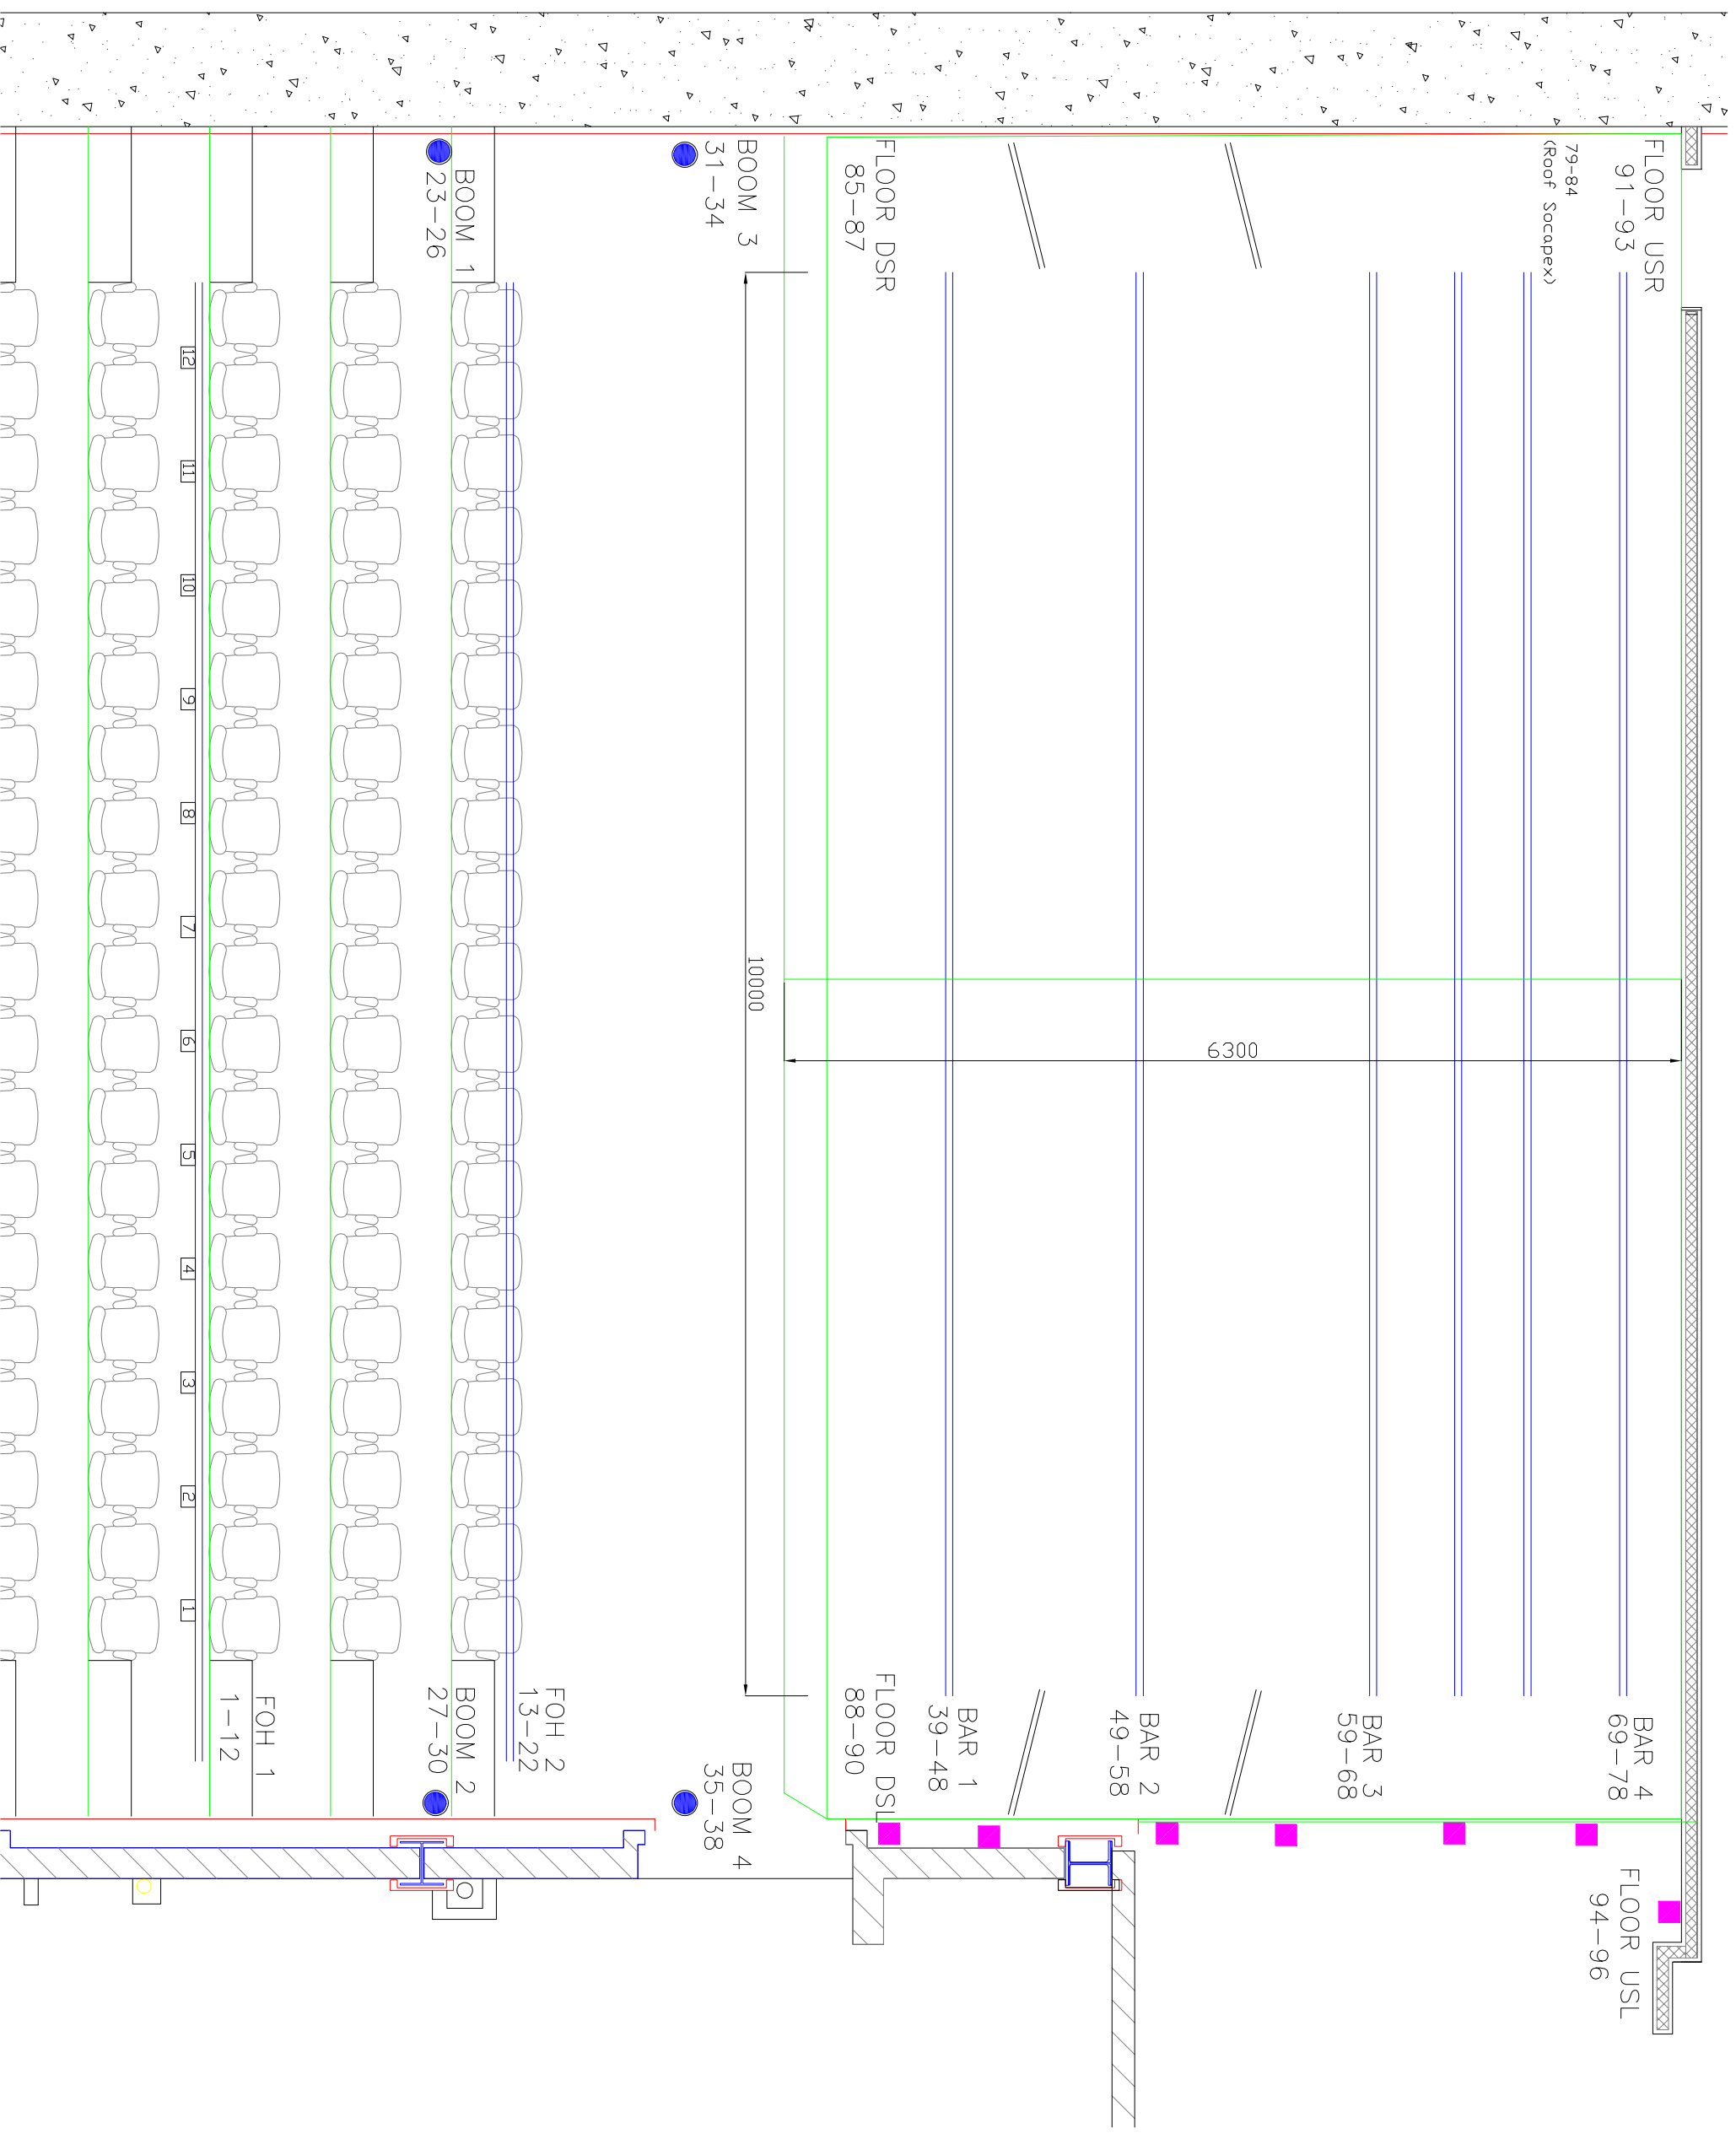 FLOOR USR
91-93
79-84
(Roof Socapex)
FLOOR DSR
85-87
BOOM 3
31-34
BOOM 1
23-26
12
11
10
9
8
7
6
5
4
3
2
1
10000
6300
BAR 4
69-78
BAR 3
59-68
BAR 2
49-58
BAR 1
39-48
FLOOR DSL
88-90
FLOOR USL
94-96
BOOM 4
35-38
FOH 2
13-22
BOOM 2
27-30
FOH 1
1-12